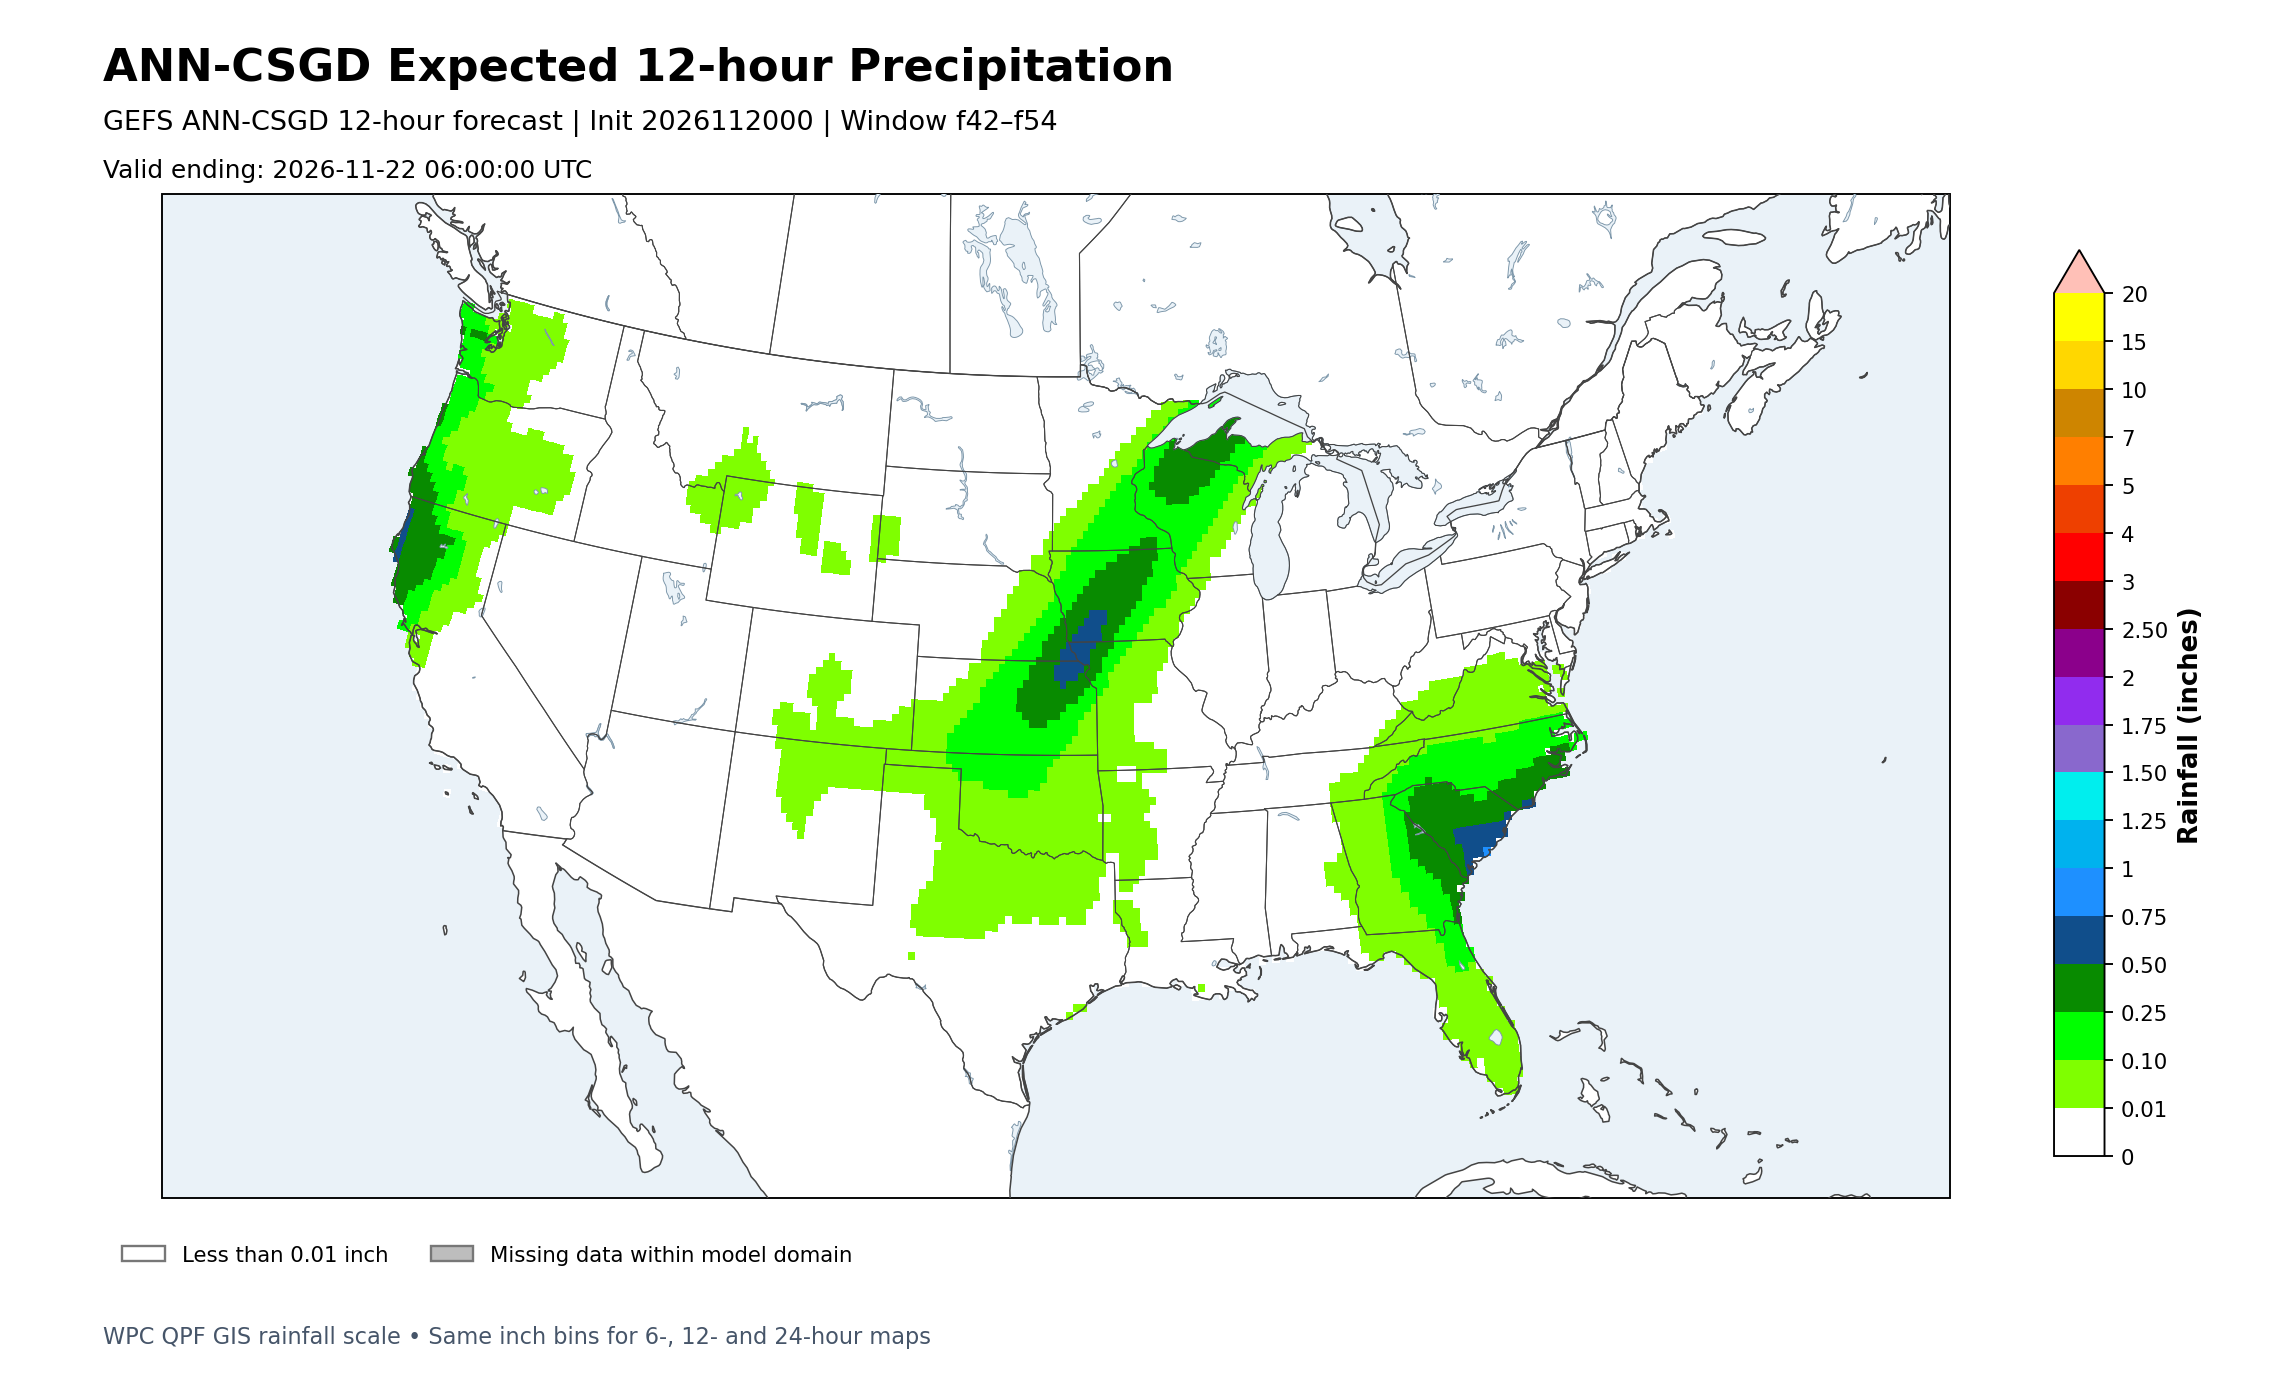 ANN-CSGD Expected 12-hour Precipitation
GEFS ANN-CSGD 12-hour forecast | Init 2026112000 | Window f42–f54
Valid ending: 2026-11-22 06:00:00 UTC
20
15
10
7
5
4
3
2.50
2
1.75
1.50
1.25
1
0.75
0.50
0.25
0.10
0.01
0
Rainfall (inches)
Less than 0.01 inch
Missing data within model domain
WPC QPF GIS rainfall scale • Same inch bins for 6-, 12- and 24-hour maps